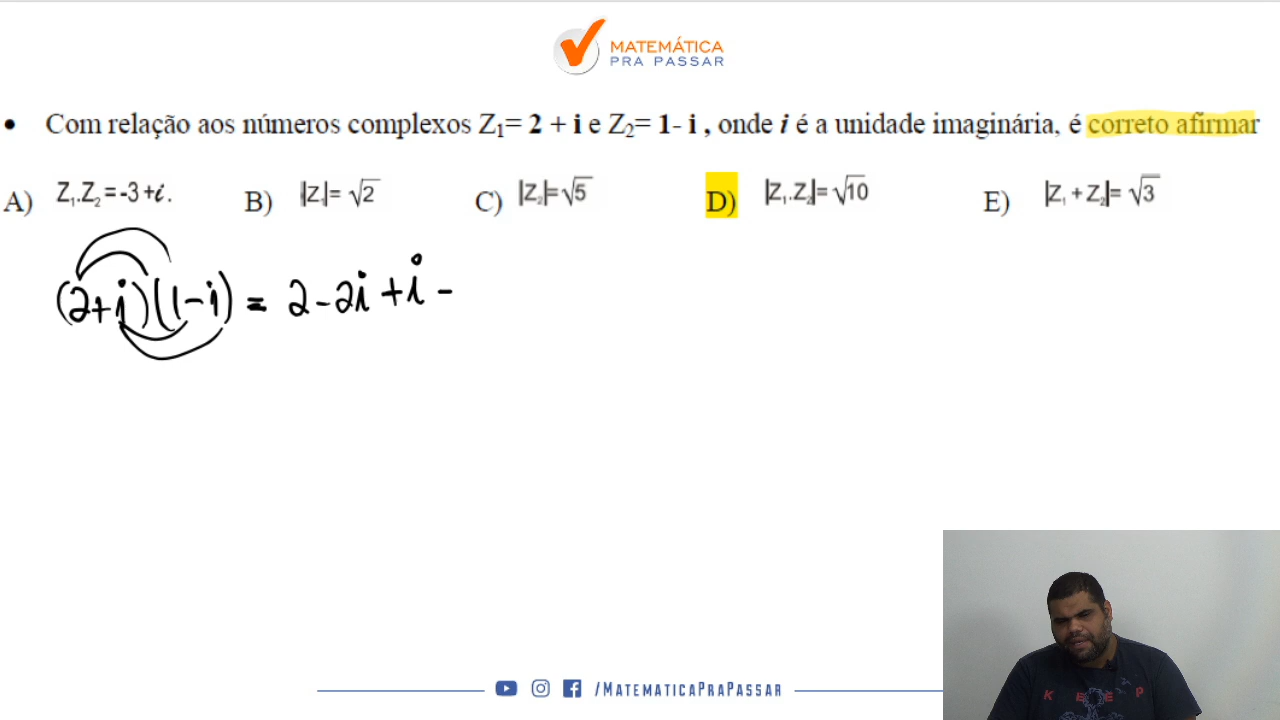 MATEMÁTICA
PRA PASSAR
• Com relação aos números complexos Z₁= 2 + i e Z₂= 1- i , onde i é a unidade imaginária, é correto afirmar
A) Z₁.Z₂ = -3 +i. B) |Z₁|= √2 C) |Z₂|=√5 D) |Z₁.Z₂|= √10 E) |Z₁ + Z₂|= √3
(2+i)(1-i) = 2-2i+i-
/MATEMATICAPRAPASSAR
K E E P